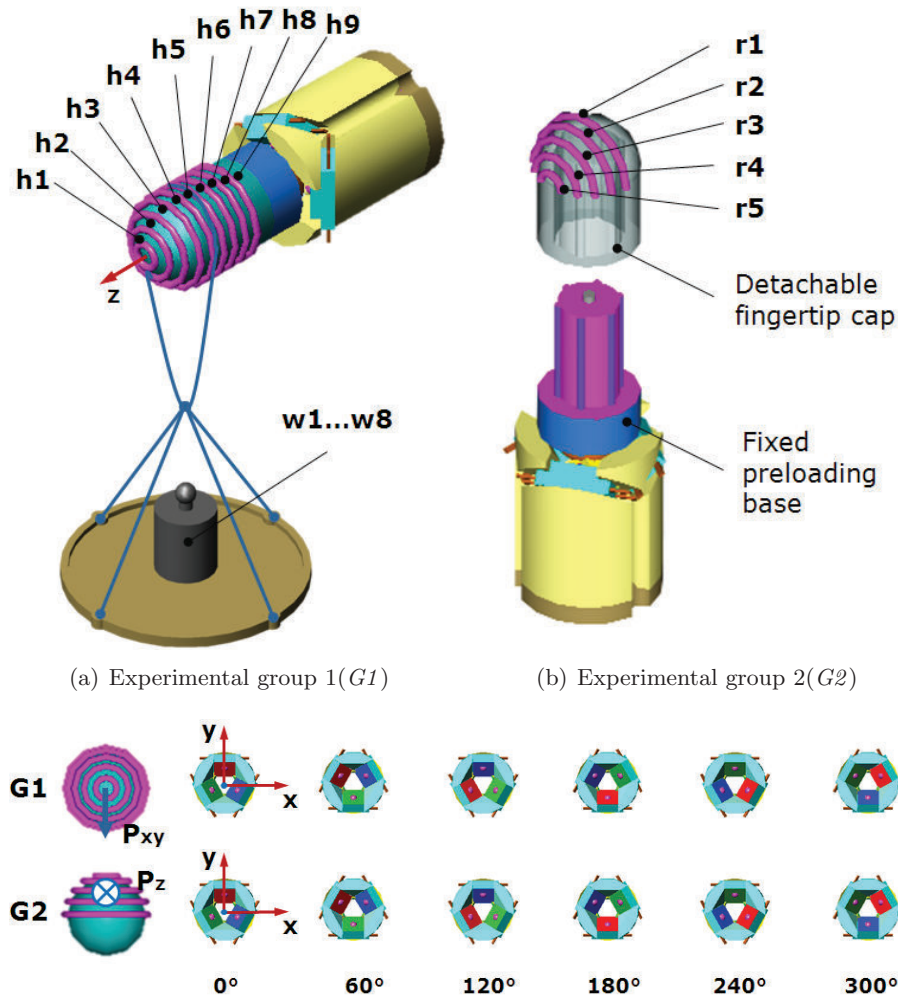 h1
h2
h3
h4
h5
h6
h7
h8
h9
z
w1...w8
r1
r2
r3
r4
r5
Detachable
fingertip cap
Fixed
preloading
base
(a) Experimental group 1(G1)
(b) Experimental group 2(G2)
G1
Pxy
y
x
G2
Pz
y
x
0° 60° 120° 180° 240° 300°